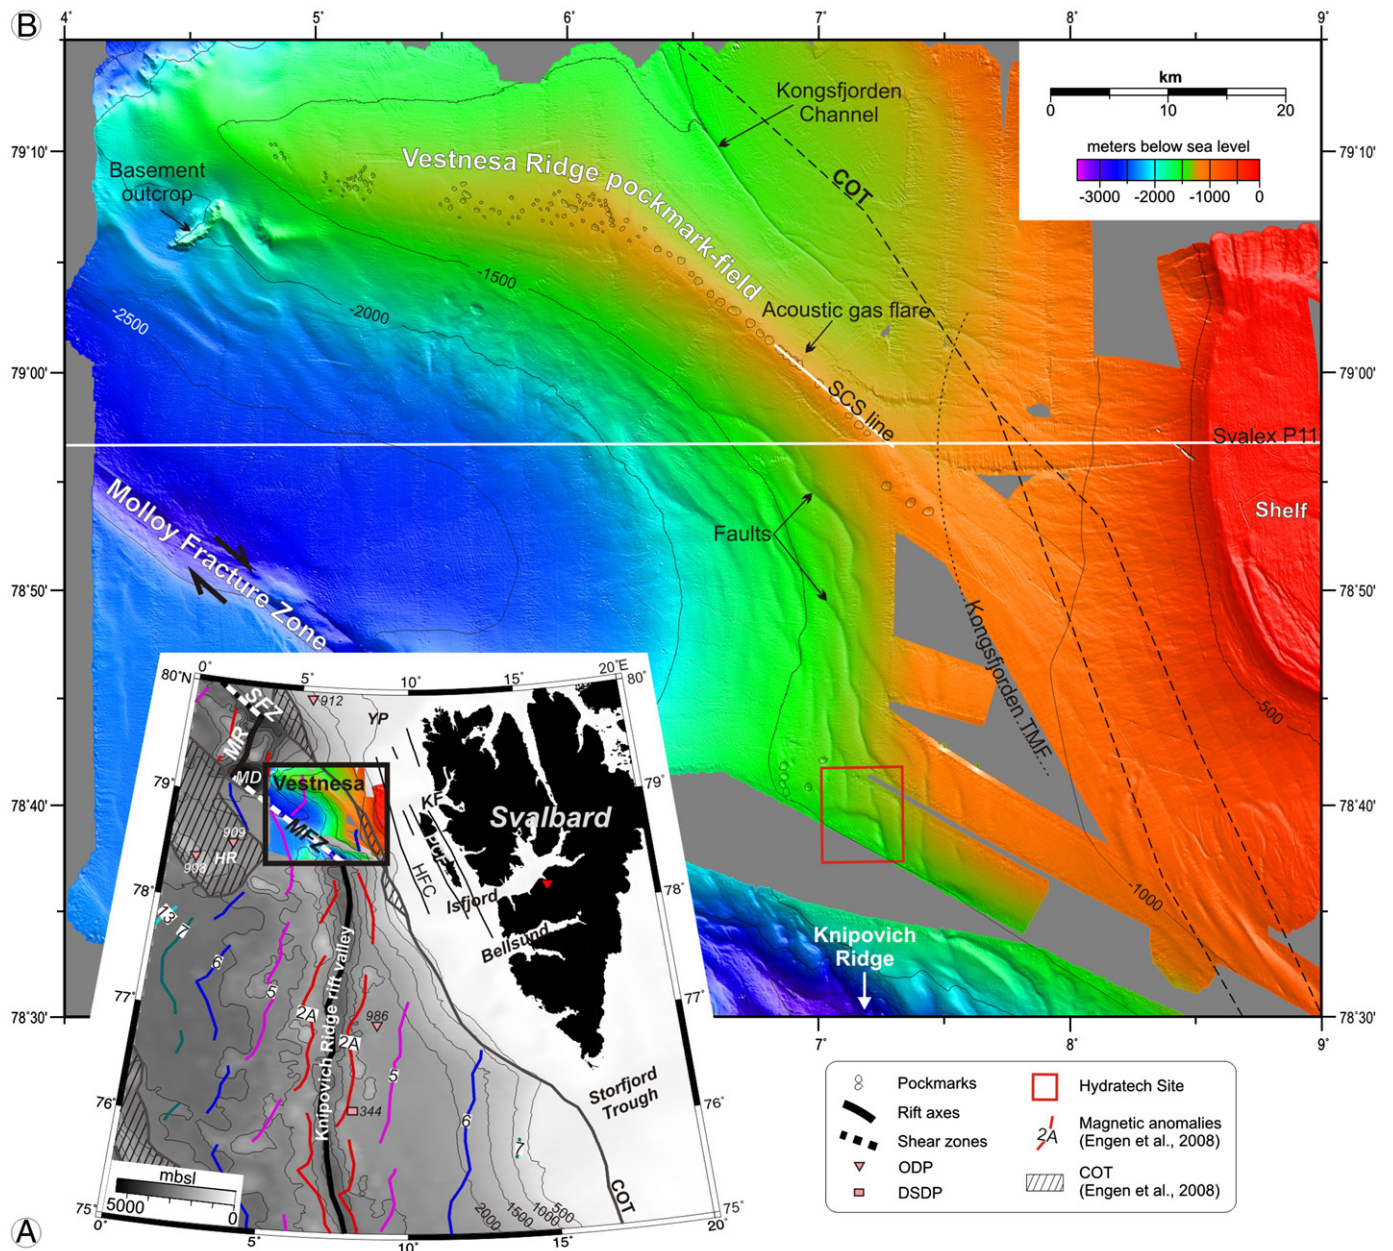 B
4°
5°
6°
7°
8°
9°
km
0
10
20
meters below sea level
-3000
-2000
-1000
0
Kongsfjorden
Channel
Vestnesa Ridge pockmark-field
COT
Basement
outcrop
79°10'
79°10'
-1500
-2000
-2500
Acoustic gas flare
SCS line
79°00'
79°00'
Svalex P11
Shelf
Molloy Fracture Zone
Faults
78°50'
78°50'
Kongsfjorden TMF
-500
78°40'
78°40'
-1000
Knipovich
Ridge
78°30'
78°30'
7°
8°
9°
80°N
0°
5°
10°
15°
20°E
80°
SFZ
912
YP
MR
79°
MD
Vestnesa
79°
MFZ
KF
Svalbard
909
908
HR
PCF
HFC
Isfjord
78°
78°
Bellsund
13
7
6
5
2A
Knipovich Ridge rift valley
986
2A
5
77°
77°
344
6
7
Storfjord
Trough
76°
76°
COT
mbsl
5000
0
2000
1500
1000
500
75°
75°
0°
5°
10°
15°
20°
A
Pockmarks
Rift axes
Shear zones
ODP
DSDP
Hydratech Site
2A
Magnetic anomalies
(Engen et al., 2008)
COT
(Engen et al., 2008)